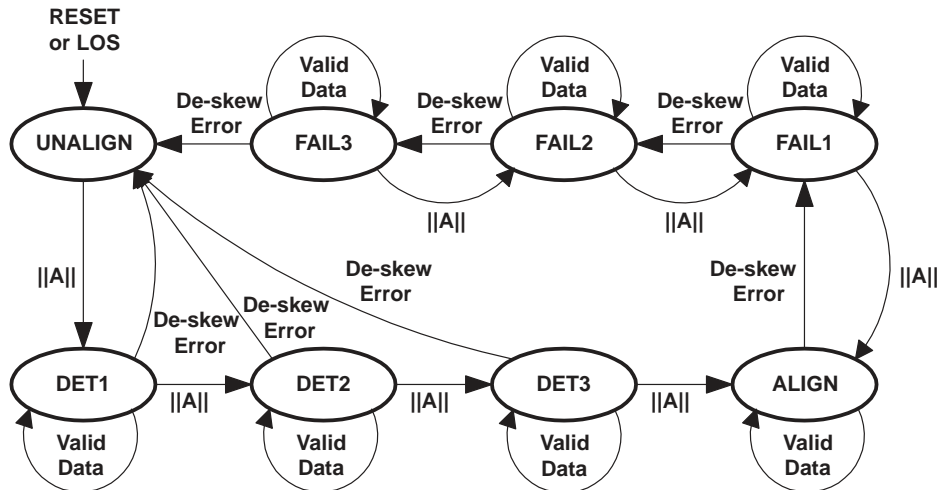 RESET
or LOS
Valid
Data
Valid
Data
Valid
Data
De-skew
Error
De-skew
Error
De-skew
Error
UNALIGN
FAIL3
FAIL2
FAIL1
||A||
||A||
||A||
||A||
De-skew
Error
De-skew
Error
De-skew
Error
De-skew
Error
DET1
DET2
DET3
ALIGN
||A||
||A||
||A||
Valid
Data
Valid
Data
Valid
Data
Valid
Data